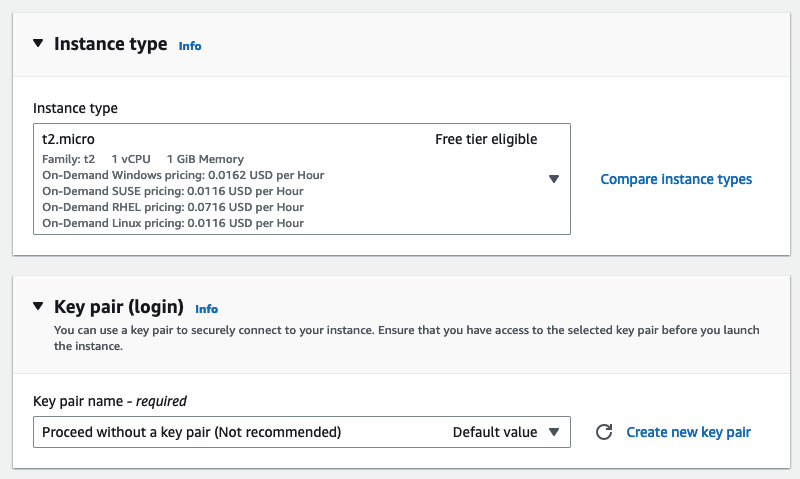 Instance type Info
Instance type
t2.micro Free tier eligible
Family: t2 1 vCPU 1 GiB Memory
On-Demand Windows pricing: 0.0162 USD per Hour
On-Demand SUSE pricing: 0.0116 USD per Hour
On-Demand RHEL pricing: 0.0716 USD per Hour
On-Demand Linux pricing: 0.0116 USD per Hour
Compare instance types
Key pair (login) Info
You can use a key pair to securely connect to your instance. Ensure that you have access to the selected key pair before you launch
the instance.
Key pair name - required
Proceed without a key pair (Not recommended) Default value
Create new key pair